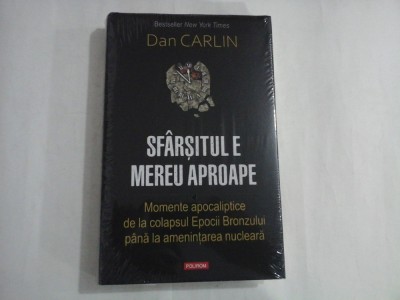 Bestseller New York Times
Dan CARLIN
SFÂRȘITUL E
MEREU APROAPE
Momente apocaliptice
de la colapsul Epocii Bronzului
până la amenințarea nucleară
POLIROM